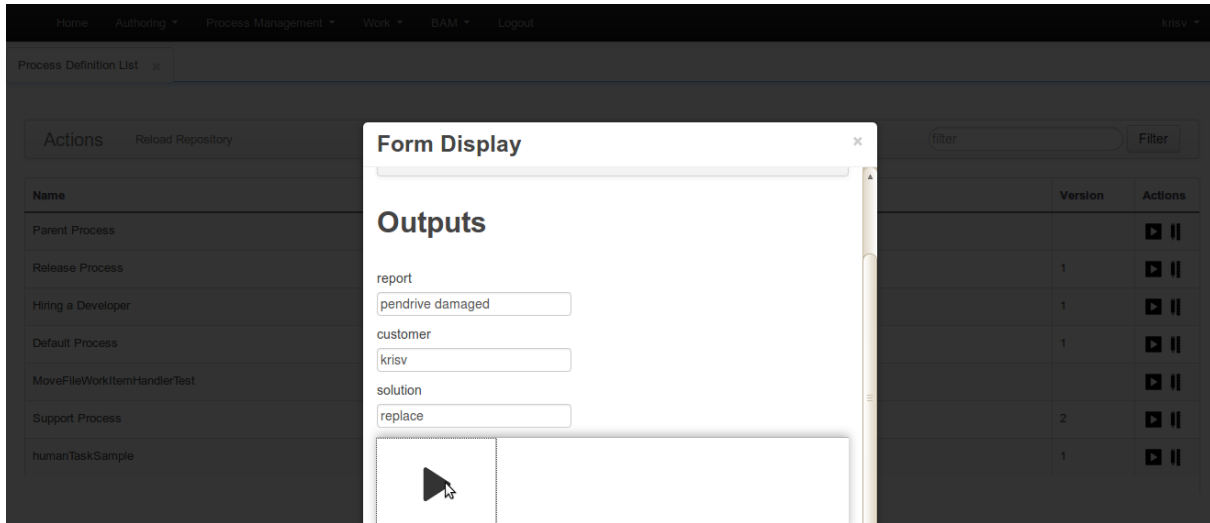 Home Authoring Process Management Work BAM Logout krisv
Process Definition List
Actions Reload Repository filter Filter
Name Version Actions
Parent Process
Release Process 1
Hiring a Developer 1
Default Process 1
MoveFileWorkItemHandlerTest
Support Process 2
humanTaskSample 1
Form Display
Outputs
report
pendrive damaged
customer
krisv
solution
replace